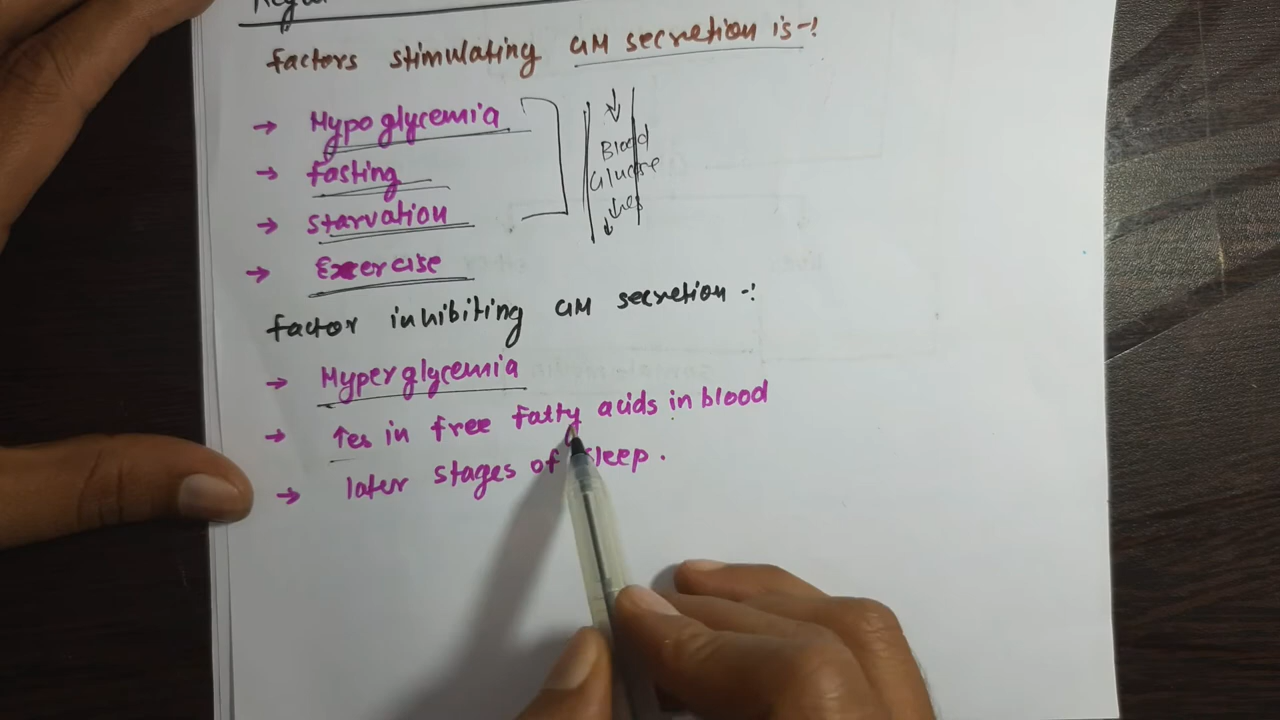 Factors stimulating GH secretion is -:
→ Hypoglycemia
→ Fasting
→ Starvation
→ Exercise
↓
Blood
Glucose
↓
Factor inhibiting GH secretion -:
→ Hyperglycemia
→ ↑es in free fatty acids in blood
→ later stages of sleep.